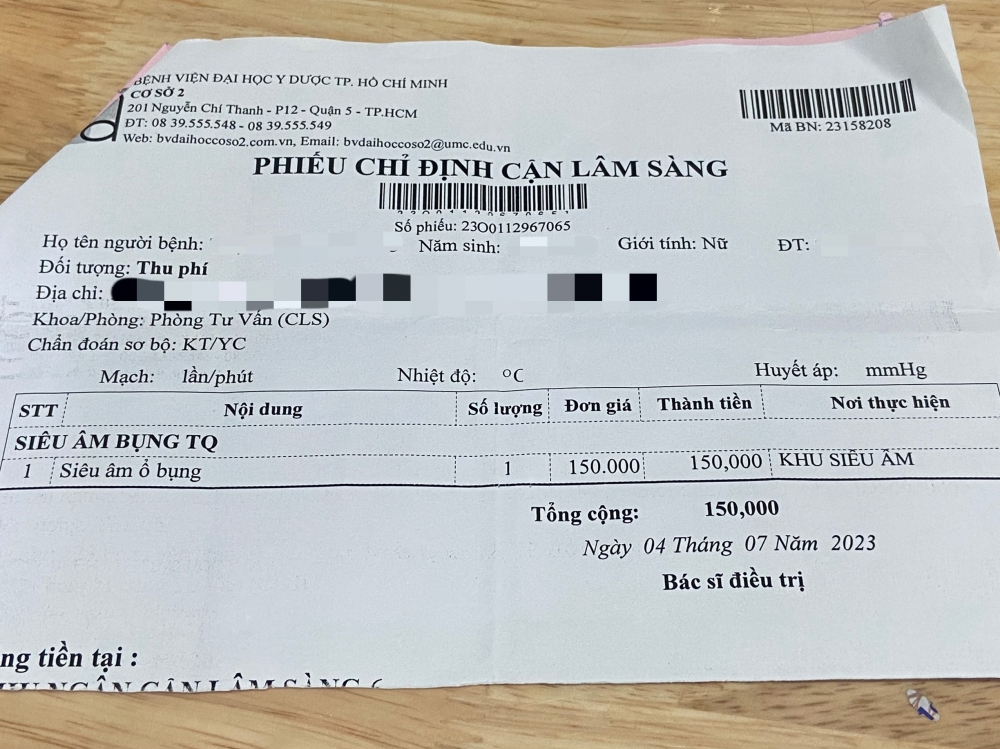 BỆNH VIỆN ĐẠI HỌC Y DƯỢC TP. HỒ CHÍ MINH
CƠ SỞ 2
201 Nguyễn Chí Thanh - P12 - Quận 5 - TP.HCM
ĐT: 08 39.555.548 - 08 39.555.549
Web: bvdaihoccoso2.com.vn, Email: bvdaihoccoso2@umc.edu.vn
Mã BN: 23158208
PHIẾU CHỈ ĐỊNH CẬN LÂM SÀNG
Số phiếu: 23O0112967065
Họ tên người bệnh: Năm sinh: Giới tính: Nữ ĐT:
Đối tượng: Thu phí
Địa chỉ:
Khoa/Phòng: Phòng Tư Vấn (CLS)
Chẩn đoán sơ bộ: KT/YC
Mạch: lần/phút Nhiệt độ: °C Huyết áp: mmHg
STT Nội dung Số lượng Đơn giá Thành tiền Nơi thực hiện
SIÊU ÂM BỤNG TQ
1 Siêu âm ổ bụng 1 150.000 150,000 KHU SIÊU ÂM
Tổng cộng: 150,000
Ngày 04 Tháng 07 Năm 2023
Bác sĩ điều trị
ng tiền tại :
NGÂN CẬN LÂM SÀNG